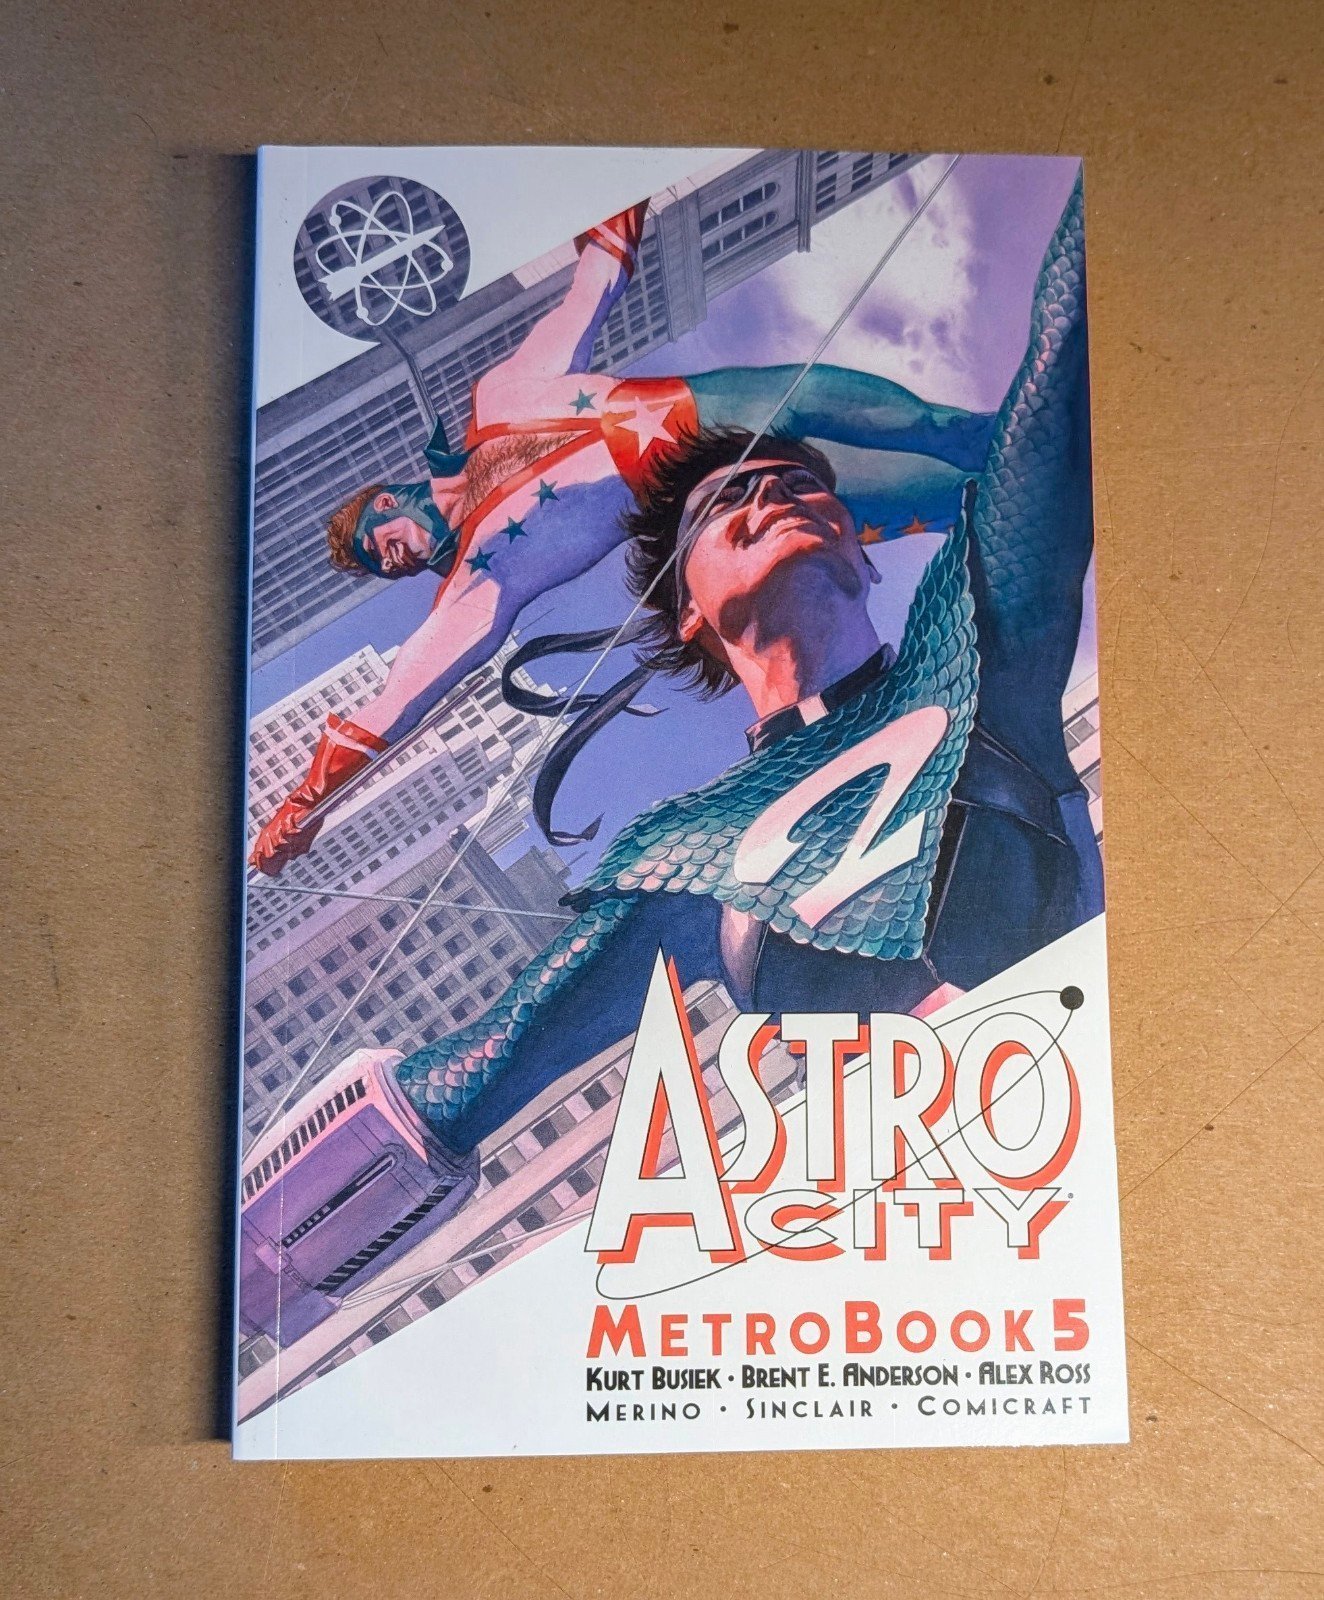 2
ASTRO
CITY®
METROBOOK 5
KURT BUSIEK • BRENT E. ANDERSON • ALEX ROSS
MERINO • SINCLAIR • COMICRAFT